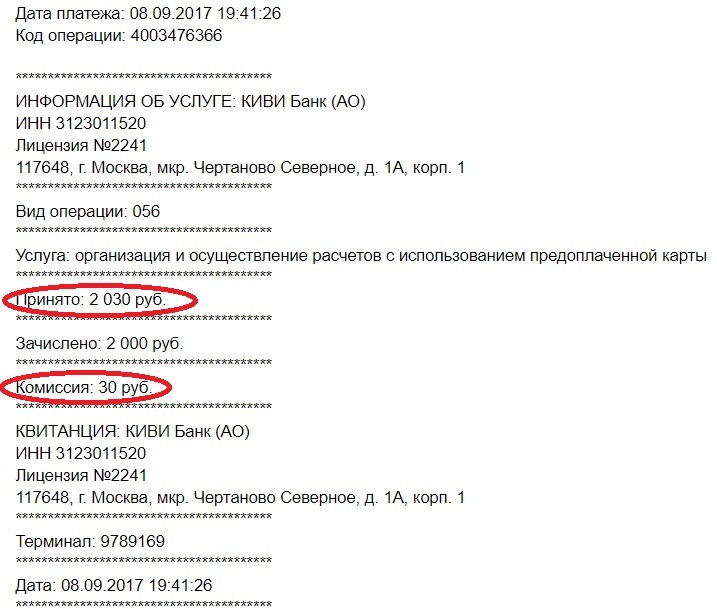 Дата платежа: 08.09.2017 19:41:26
Код операции: 4003476366
****************************************
ИНФОРМАЦИЯ ОБ УСЛУГЕ: КИВИ Банк (АО)
ИНН 3123011520
Лицензия №2241
117648, г. Москва, мкр. Чертаново Северное, д. 1А, корп. 1
****************************************
Вид операции: 056
****************************************
Услуга: организация и осуществление расчетов с использованием предоплаченной карты
****************************************
Принято: 2 030 руб.
****************************************
Зачислено: 2 000 руб.
****************************************
Комиссия: 30 руб.
****************************************
КВИТАНЦИЯ: КИВИ Банк (АО)
ИНН 3123011520
Лицензия №2241
117648, г. Москва, мкр. Чертаново Северное, д. 1А, корп. 1
****************************************
Терминал: 9789169
****************************************
Дата: 08.09.2017 19:41:26
****************************************